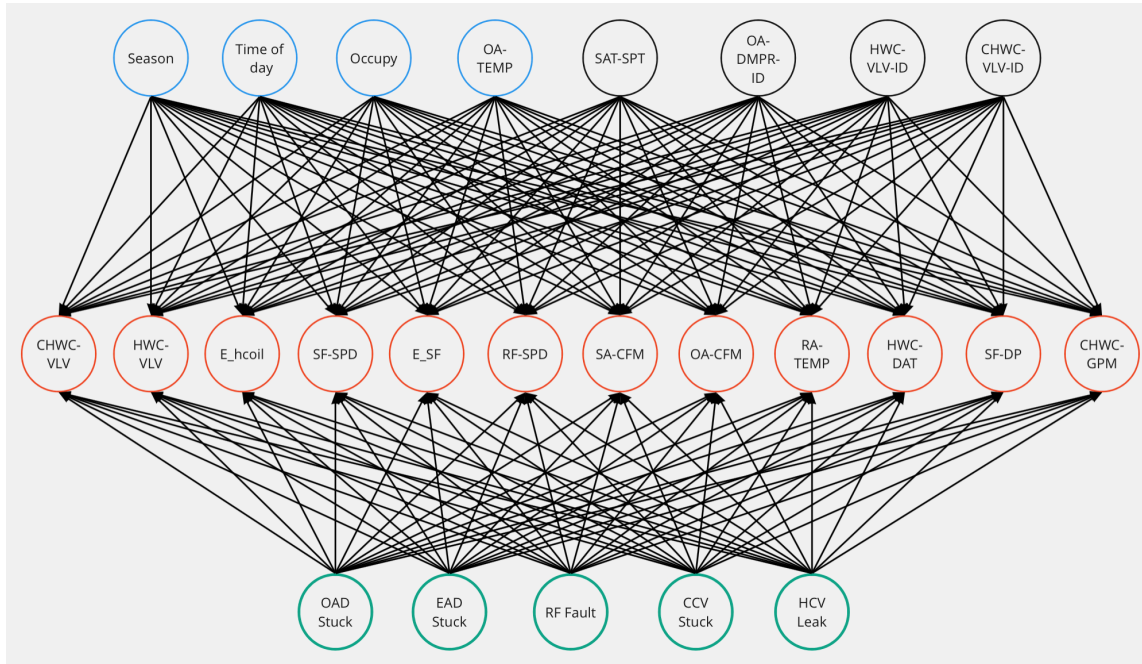 Season
Time of
day
Occupy
OA-
TEMP
SAT-SPT
OA-
DMPR-
ID
HWC-
VLV-ID
CHWC-
VLV-ID
CHWC-
VLV
HWC-
VLV
E_hcoil
SF-SPD
E_SF
RF-SPD
SA-CFM
OA-CFM
RA-
TEMP
HWC-
DAT
SF-DP
CHWC-
GPM
OAD
Stuck
EAD
Stuck
RF Fault
CCV
Stuck
HCV
Leak